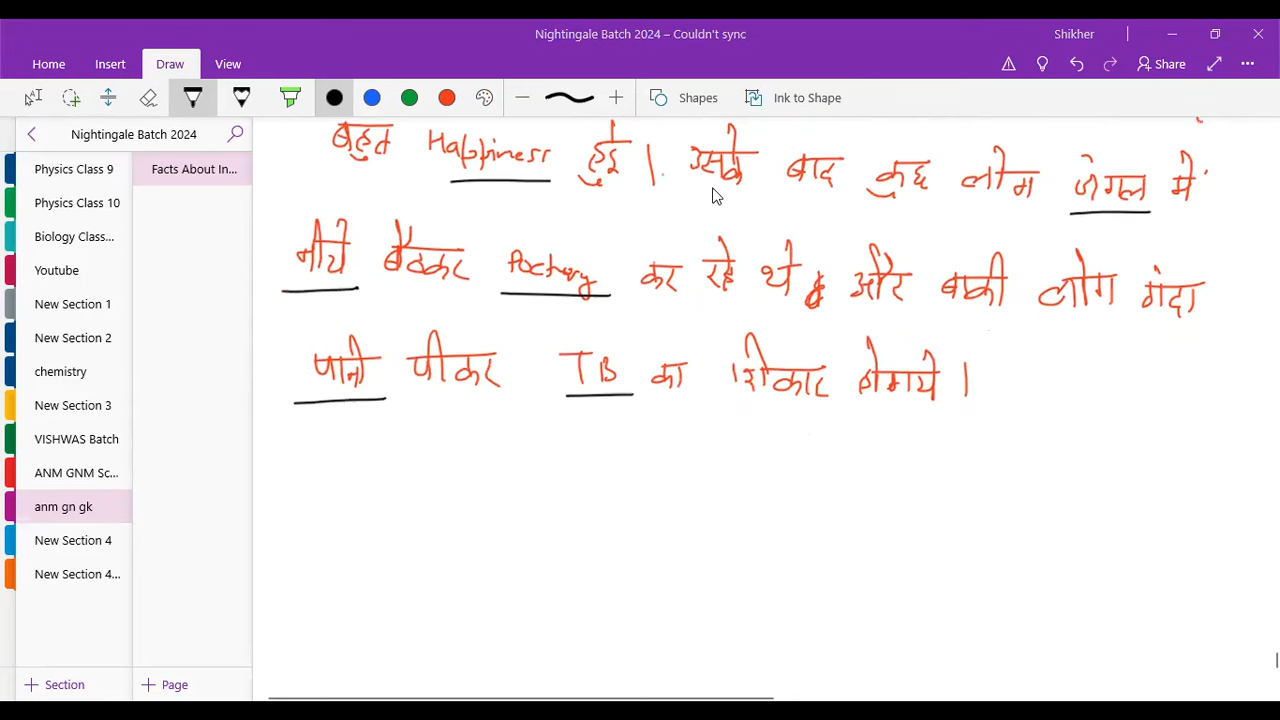 Nightingale Batch 2024 – Couldn't sync
Shikher
Home Insert Draw View
Share
Shapes
Ink to Shape
Nightingale Batch 2024
Physics Class 9
Physics Class 10
Biology Class...
Youtube
New Section 1
New Section 2
chemistry
New Section 3
VISHWAS Batch
ANM GNM Sc...
anm gn gk
New Section 4
New Section 4...
Facts About In...
बहुत Happiness हुई । उसके बाद कुछ लोग जंगल में
नीचे बैठकर Pochery कर रहे थे और बाकी लोग गंदा
पानी पीकर TB का शिकार होगये ।
+ Section
+ Page